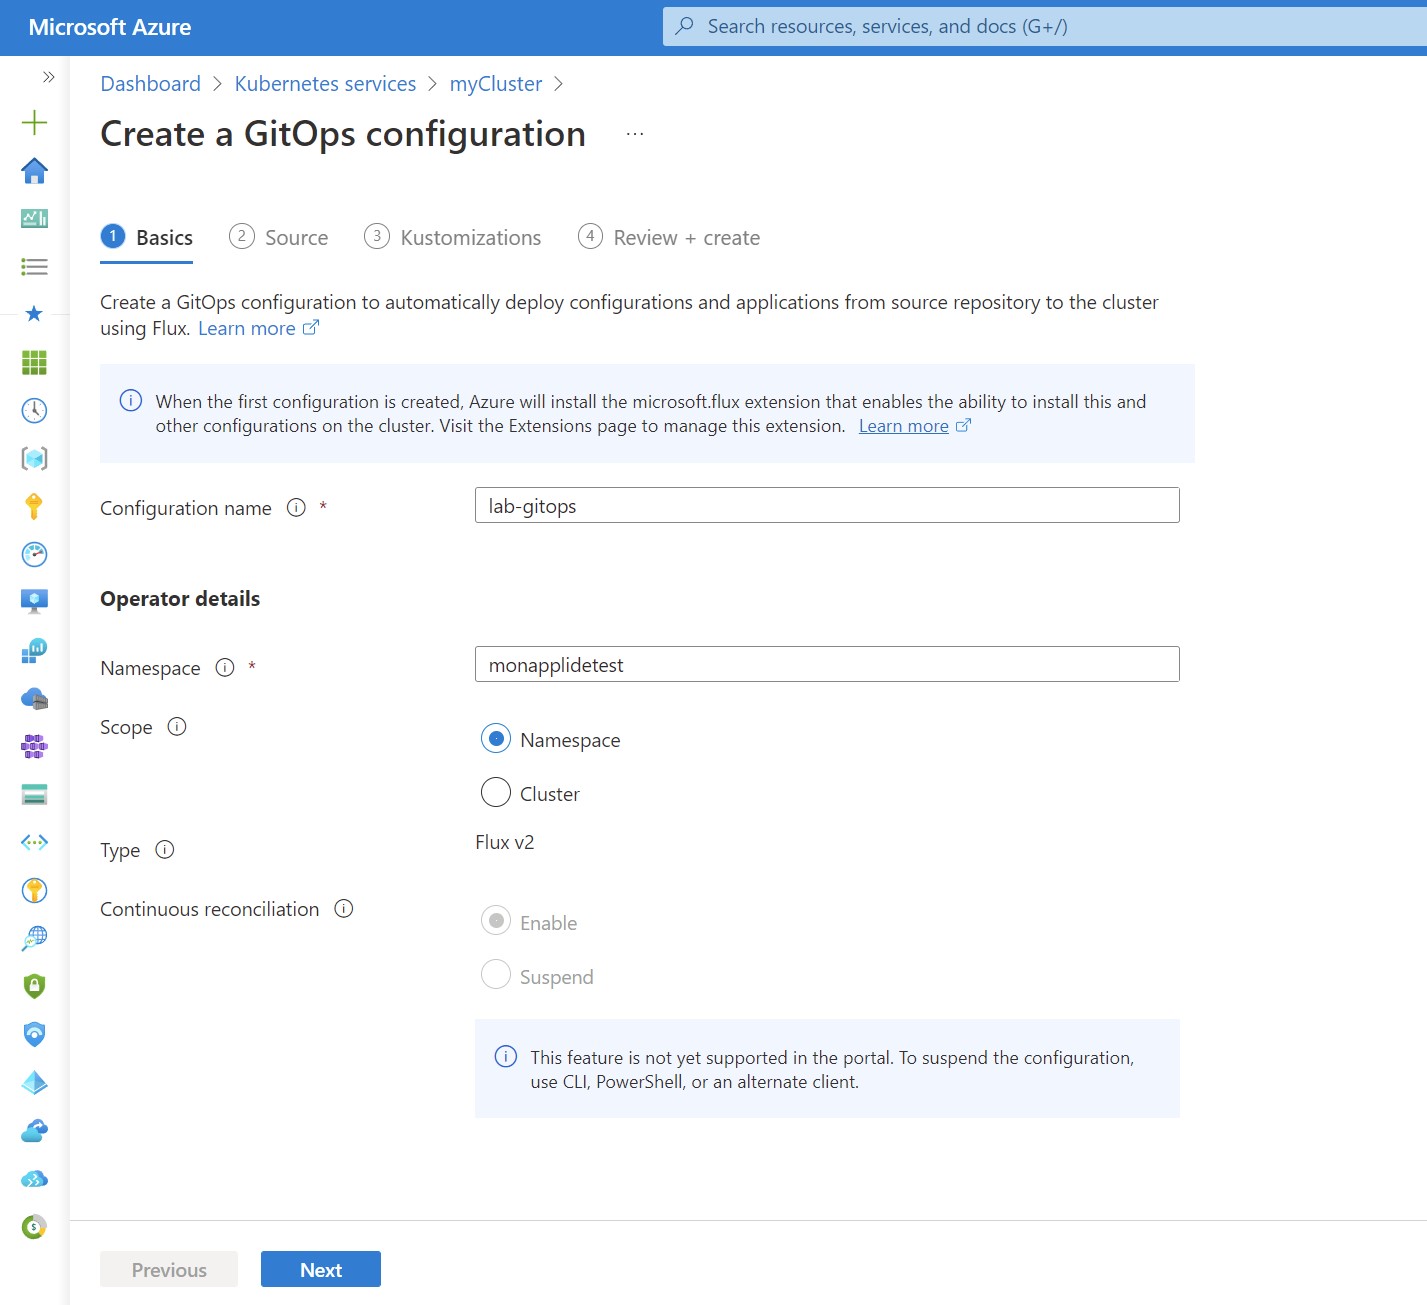 Microsoft Azure
Search resources, services, and docs (G+/)
Dashboard > Kubernetes services > myCluster >
Create a GitOps configuration ...
1 Basics 2 Source 3 Kustomizations 4 Review + create
Create a GitOps configuration to automatically deploy configurations and applications from source repository to the cluster
using Flux. Learn more
When the first configuration is created, Azure will install the microsoft.flux extension that enables the ability to install this and
other configurations on the cluster. Visit the Extensions page to manage this extension. Learn more
Configuration name * lab-gitops
Operator details
Namespace * monapplidetest
Scope
Namespace
Cluster
Type Flux v2
Continuous reconciliation
Enable
Suspend
This feature is not yet supported in the portal. To suspend the configuration,
use CLI, PowerShell, or an alternate client.
Previous Next